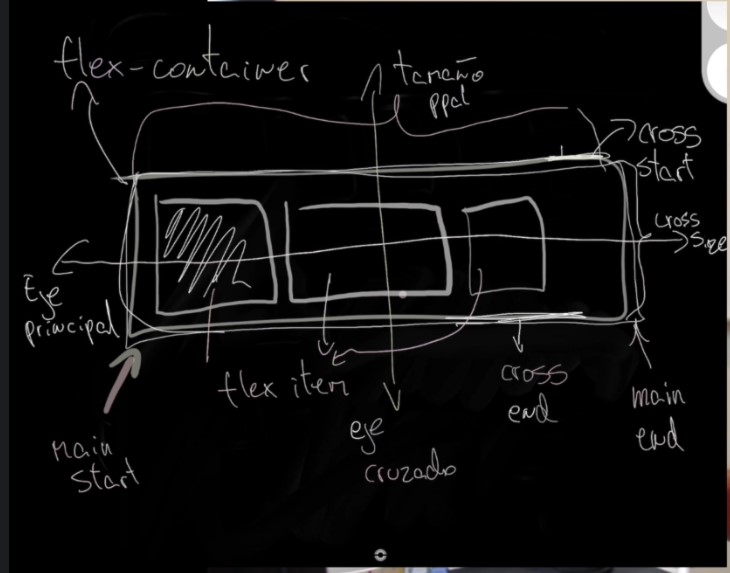 flex-container
tamaño
ppal
cross
start
cross
size
Eje
principal
flex item
cross
end
main
end
eje
cruzado
Main
start